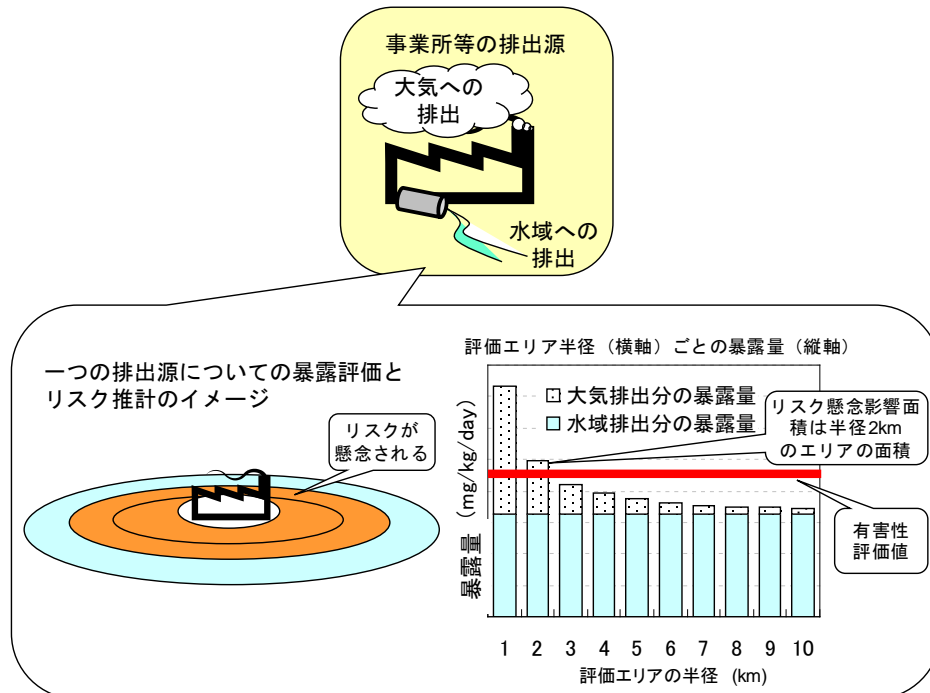 事業所等の排出源
大気への
排出
水域への
排出
一つの排出源についての暴露評価と
リスク推計のイメージ
リスクが
懸念される
評価エリア半径（横軸）ごとの暴露量（縦軸）
大気排出分の暴露量
水域排出分の暴露量
リスク懸念影響面
積は半径2km
のエリアの面積
有害性
評価値
暴露量 (mg/kg/day)
1 2 3 4 5 6 7 8 9 10
評価エリアの半径 (km)